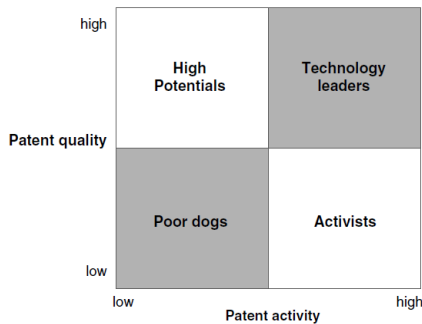 high
High
Potentials
Technology
leaders
Patent quality
Poor dogs
Activists
low
low
high
Patent activity